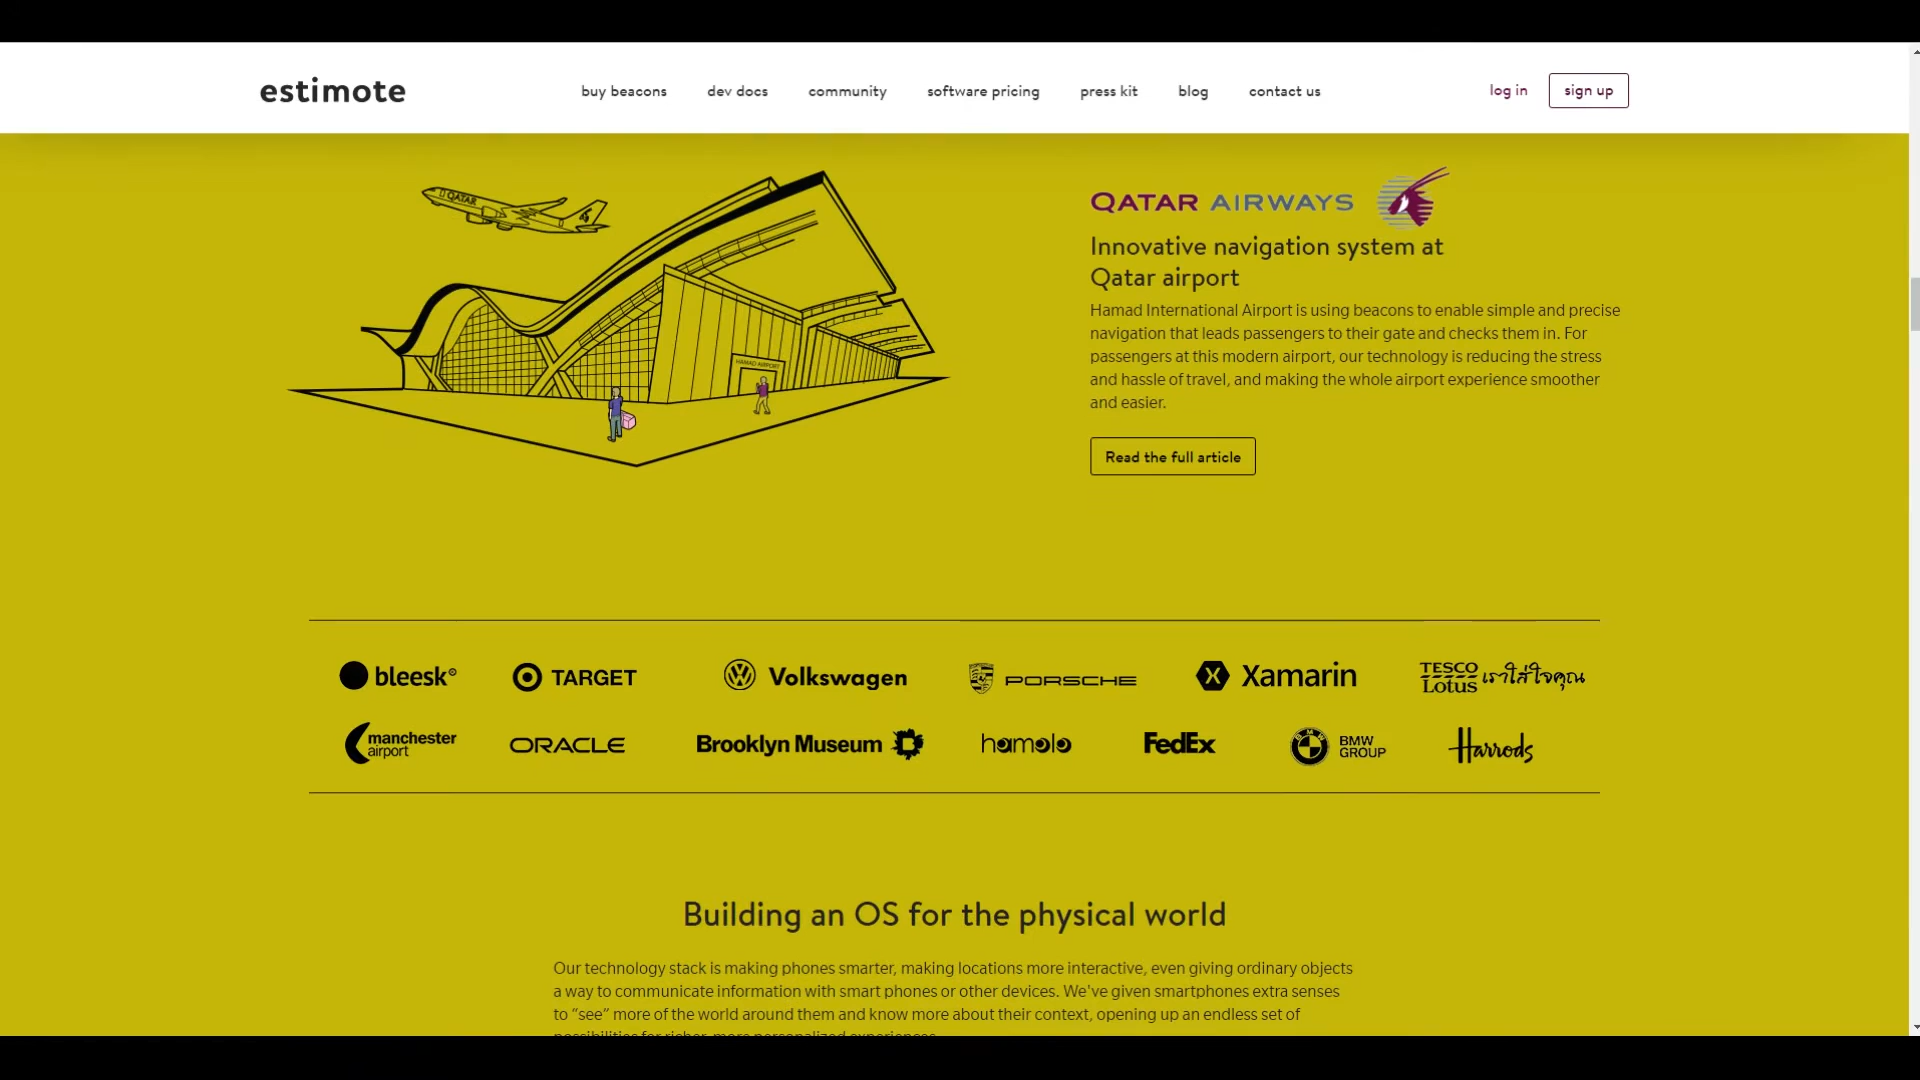 estimote
buy beacons
dev docs
community
software pricing
press kit
blog
contact us
log in
sign up
QATAR
HAMAD AIRPORT
QATAR AIRWAYS
Innovative navigation system at
Qatar airport
Hamad International Airport is using beacons to enable simple and precise
navigation that leads passengers to their gate and checks them in. For
passengers at this modern airport, our technology is reducing the stress
and hassle of travel, and making the whole airport experience smoother
and easier.
Read the full article
bleesk
TARGET
Volkswagen
PORSCHE
Xamarin
TESCO
Lotus
เราใส่ใจคุณ
manchester
airport
ORACLE
Brooklyn Museum
hamolo
FedEx
BMW
GROUP
Harrods
Building an OS for the physical world
Our technology stack is making phones smarter, making locations more interactive, even giving ordinary objects
a way to communicate information with smart phones or other devices. We've given smartphones extra senses
to “see” more of the world around them and know more about their context, opening up an endless set of
possibilities for richer, more personalized experiences.